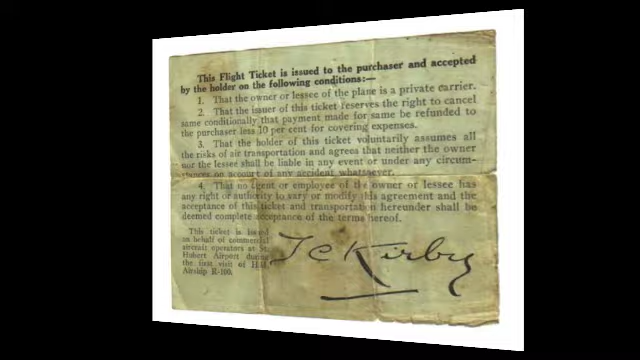 This Flight Ticket is issued to the purchaser and accepted
by the holder on the following conditions:—
1. That the owner or lessee of the plane is a private carrier.
2. That the issuer of this ticket reserves the right to cancel
same conditionally that payment made for same be refunded to
the purchaser less 10 per cent for covering expenses.
3. That the holder of this ticket voluntarily assumes all
the risks of air transportation and agrees that neither the owner
nor the lessee shall be liable in any event or under any circum-
stances on account of any accident whatsoever.
4. That no agent or employee of the owner or lessee has
any right or authority to vary or modify this agreement and the
acceptance of this ticket and transportation hereunder shall be
deemed complete acceptance of the terms hereof.
This ticket is issued
on behalf of commercial
aircraft operators at St.
Hubert Airport during
the first visit of H.M.
Airship R-100.
T C Kirby